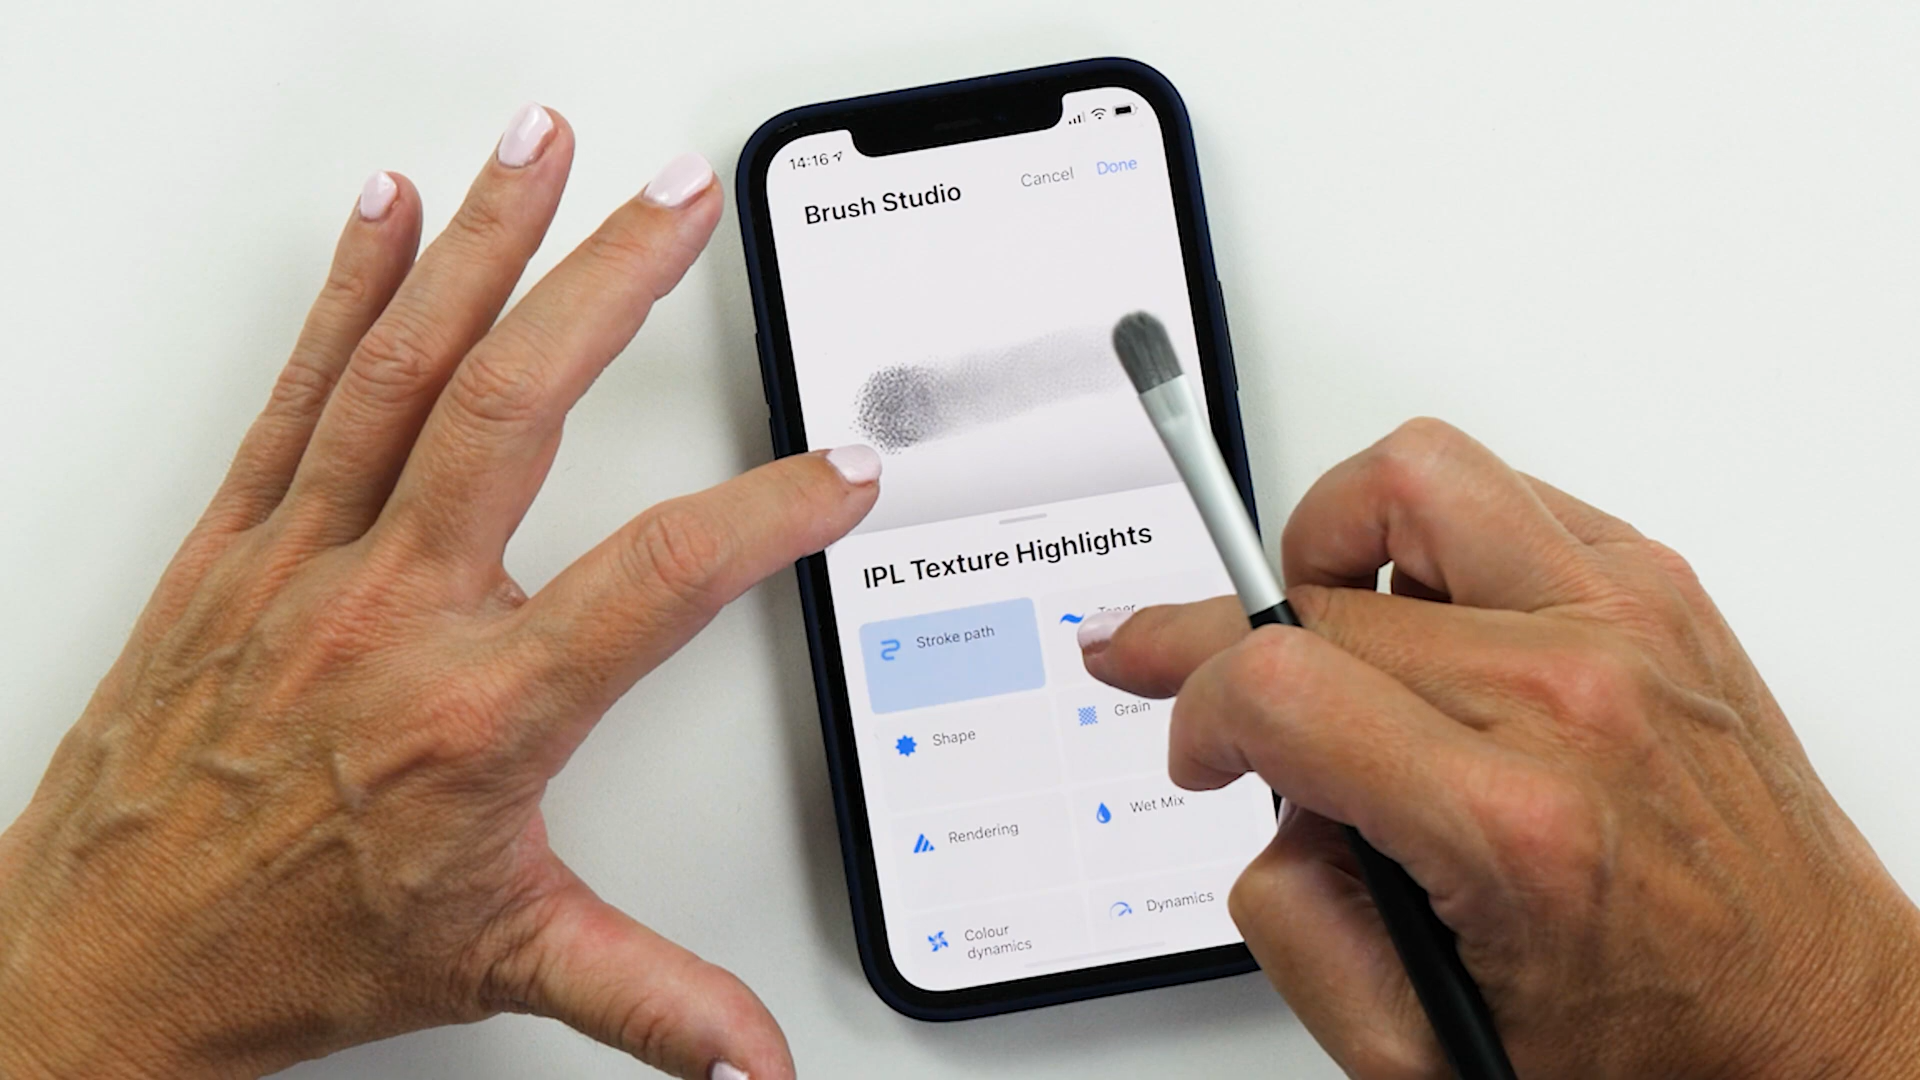 14:16
Cancel Done
Brush Studio
IPL Texture Highlights
Stroke path
Shape
Grain
Rendering
Wet Mix
Colour
dynamics
Dynamics